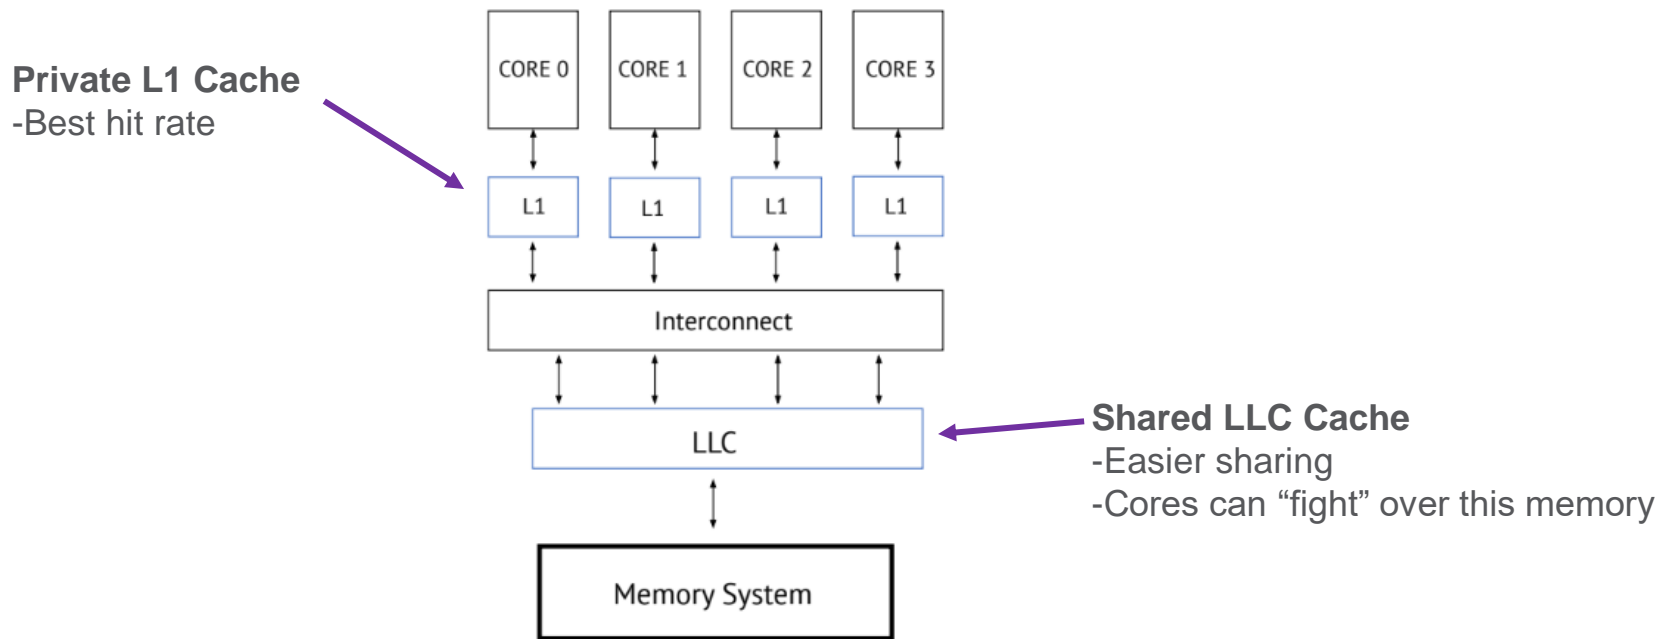 CORE 0
CORE 1
CORE 2
CORE 3
Private L1 Cache
-Best hit rate
L1
L1
L1
L1
Interconnect
LLC
Shared LLC Cache
-Easier sharing
-Cores can “fight” over this memory
Memory System